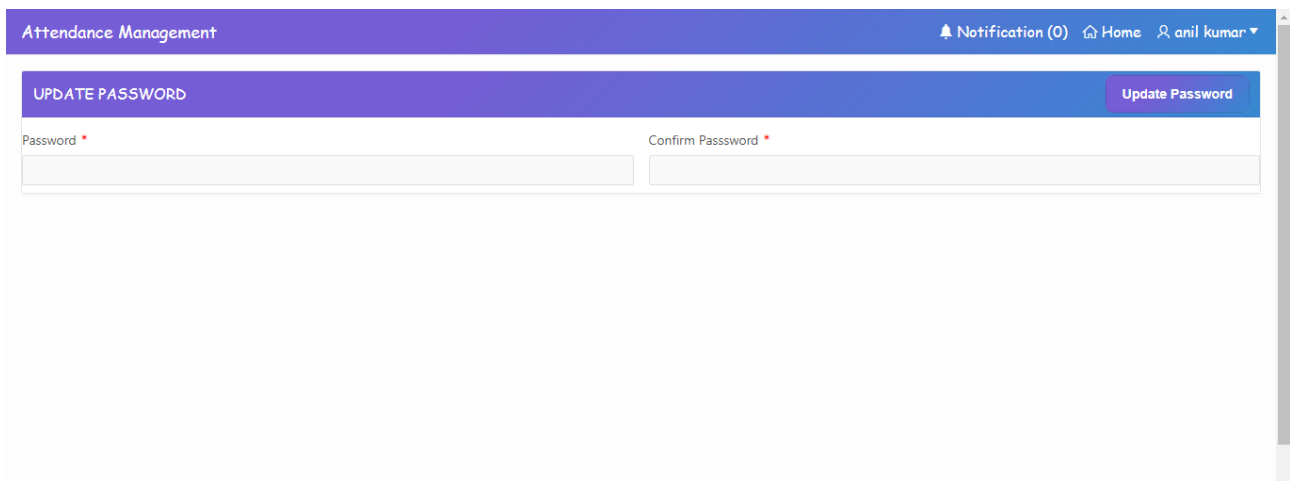 Attendance Management Notification (0) Home anil kumar
UPDATE PASSWORD Update Password
Password * Confirm Passsword *